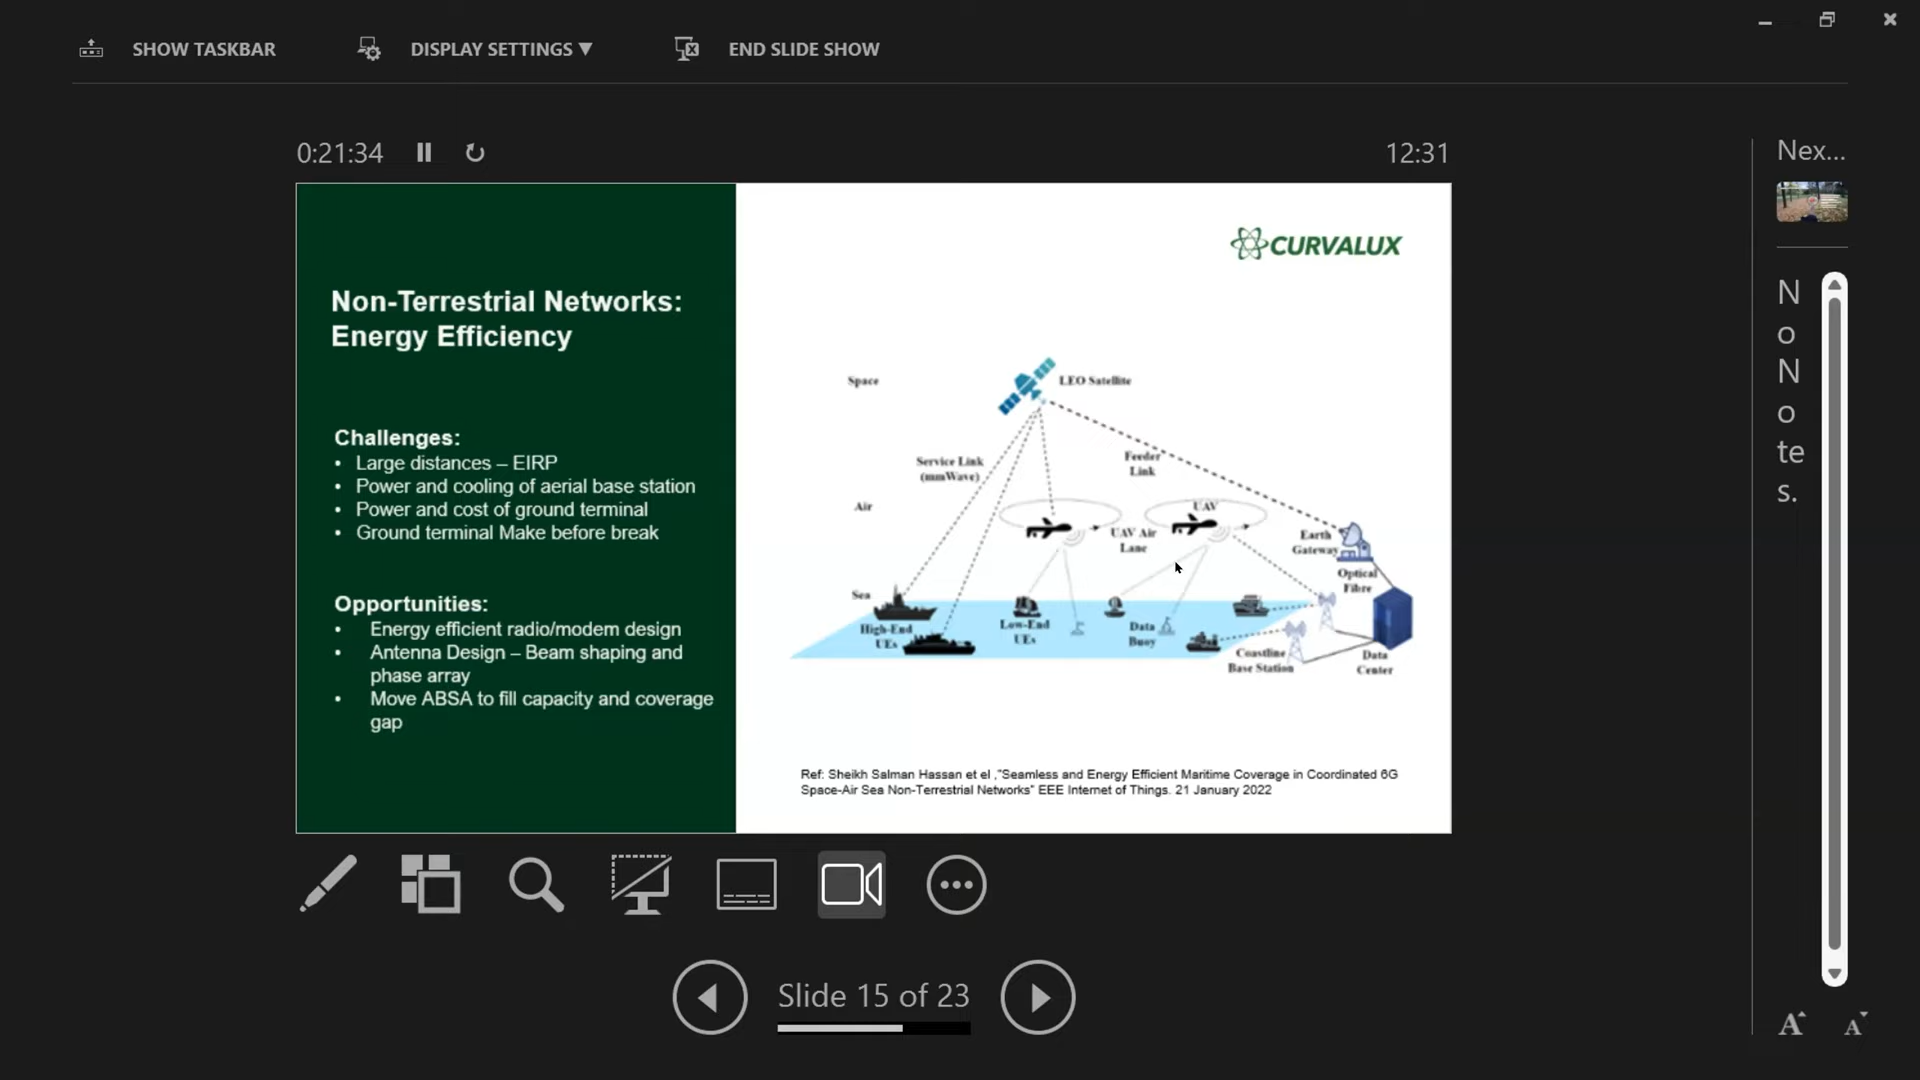 SHOW TASKBAR
DISPLAY SETTINGS ▼
END SLIDE SHOW
0:21:34
12:31
Nex...
CURVALUX
Non-Terrestrial Networks:
Energy Efficiency
Challenges:
• Large distances – EIRP
• Power and cooling of aerial base station
• Power and cost of ground terminal
• Ground terminal Make before break
Opportunities:
• Energy efficient radio/modem design
• Antenna Design – Beam shaping and
phase array
• Move ABSA to fill capacity and coverage
gap
Space
LEO Satellite
Service Link
(mmWave)
Feeder
Link
Air
UAV
UAV Air
Lane
Earth
Gateway
Optical
Fibre
Sea
High-End
UEs
Low-End
UEs
Data
Buoy
Coastline
Base Station
Data
Center
Ref: Sheikh Salman Hassan et el ,"Seamless and Energy Efficient Maritime Coverage in Coordinated 6G
Space-Air Sea Non-Terrestrial Networks" EEE Internet of Things. 21 January 2022
N
o
N
o
te
s.
Slide 15 of 23
A
A